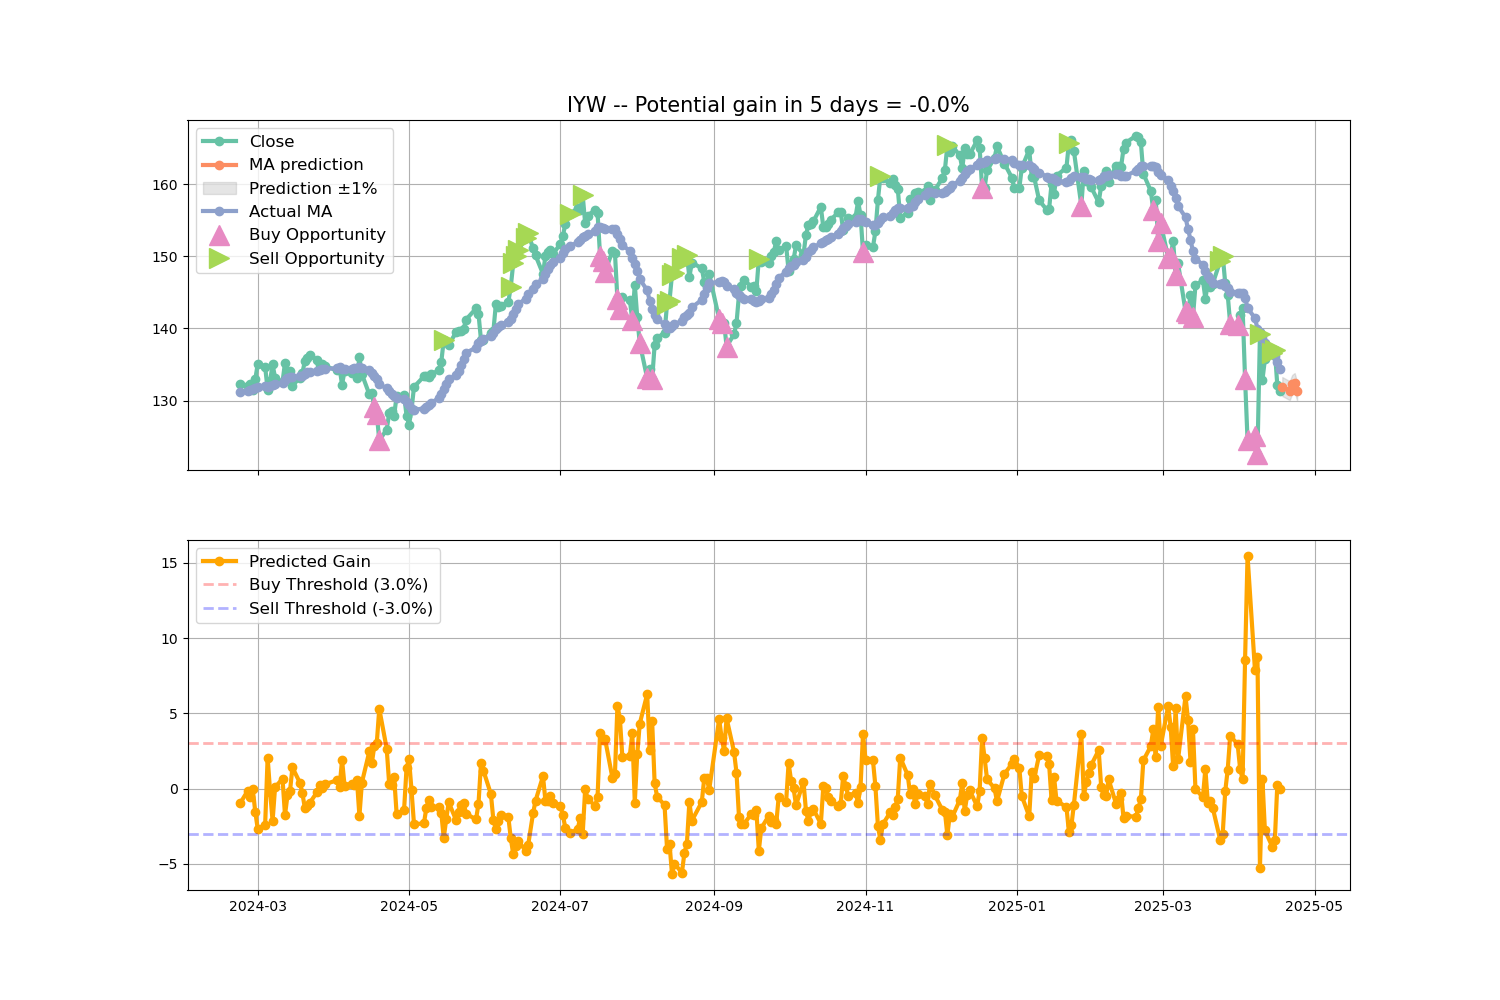 IYW -- Potential gain in 5 days = -0.0%
Close
MA prediction
Prediction ±1%
Actual MA
Buy Opportunity
Sell Opportunity
160
150
140
130
Predicted Gain
Buy Threshold (3.0%)
Sell Threshold (-3.0%)
15
10
5
0
−5
2024-03
2024-05
2024-07
2024-09
2024-11
2025-01
2025-03
2025-05